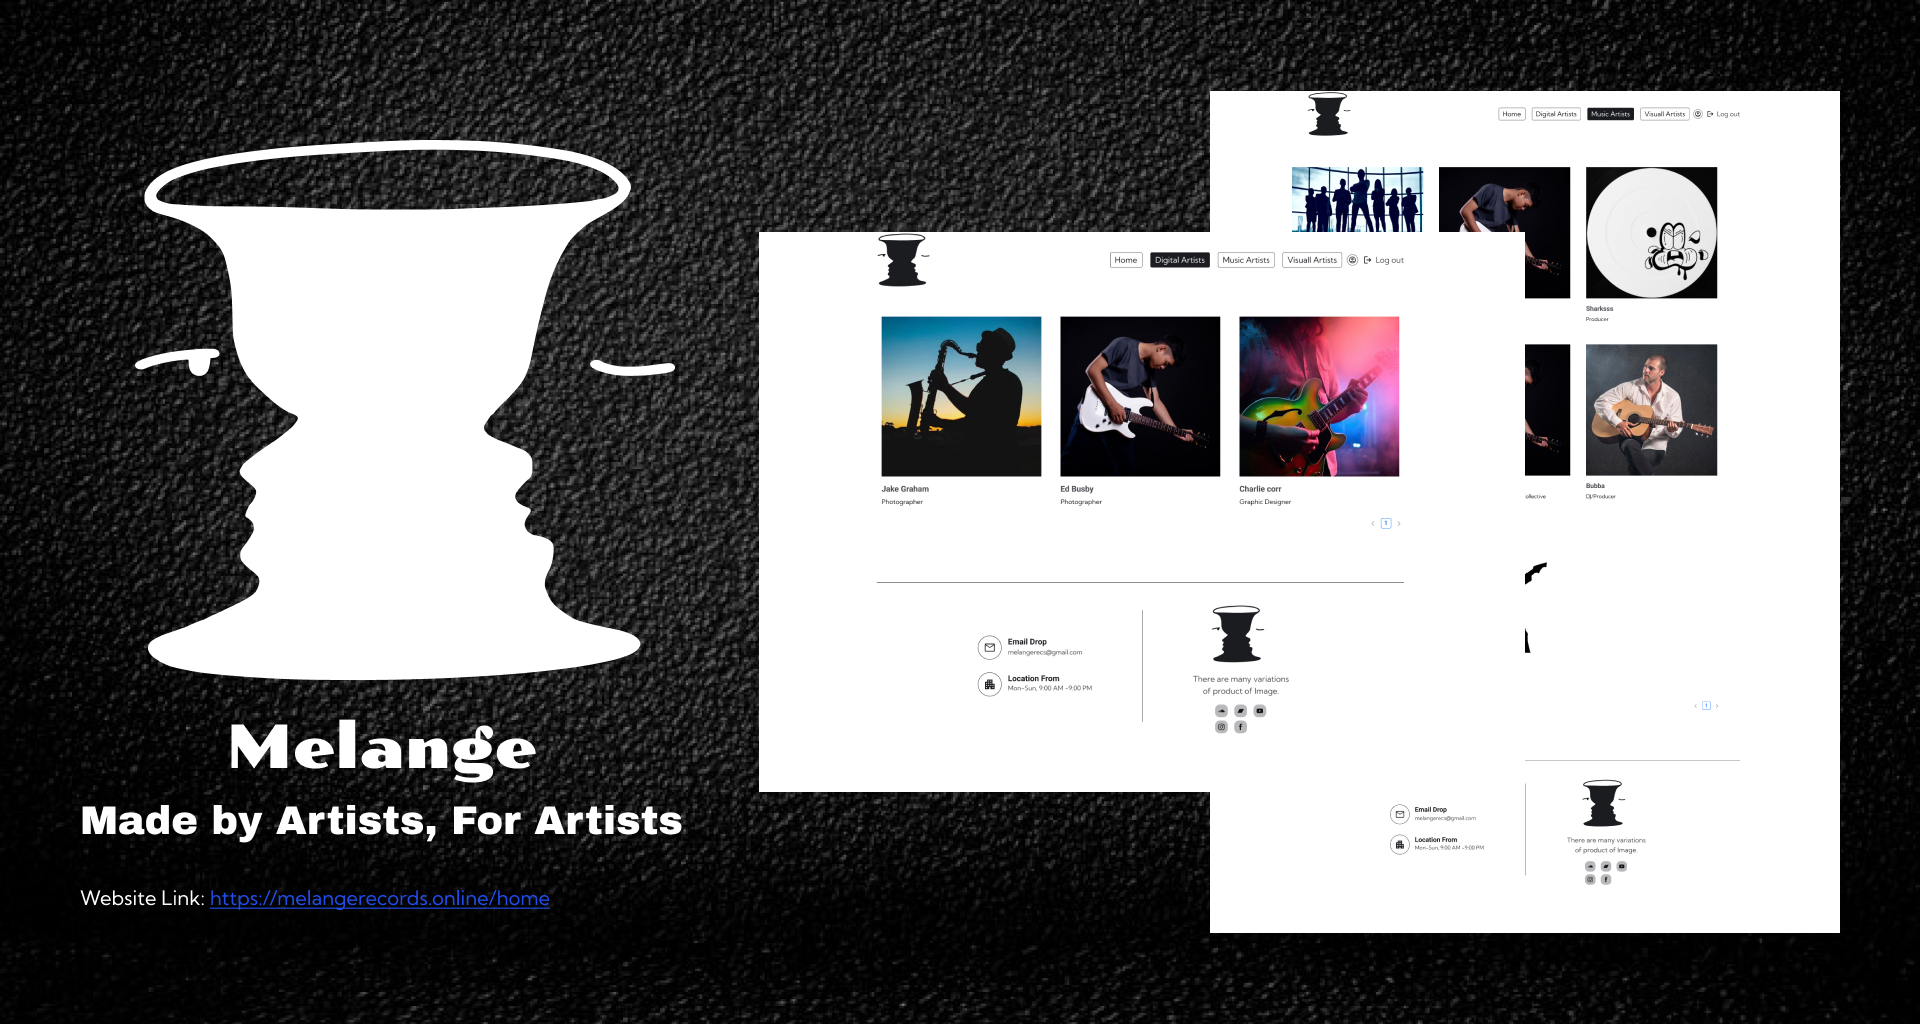 Melange
Made by Artists, For Artists
Website Link: https://melangerecords.online/home
Home
Digital Artists
Music Artists
Visuall Artists
Log out
Jake Graham
Photographer
Ed Busby
Photographer
Charlie corr
Graphic Designer
1
Email Drop
melangerecs@gmail.com
Location From
Mon-Sun, 9:00 AM -9:00 PM
There are many variations
of product of Image.
Home
Digital Artists
Music Artists
Visuall Artists
Log out
Sharksss
Producer
ollective
Bubba
DJ/Producer
1
Email Drop
melangerecs@gmail.com
Location From
Mon-Sun, 9:00 AM -9:00 PM
There are many variations
of product of Image.